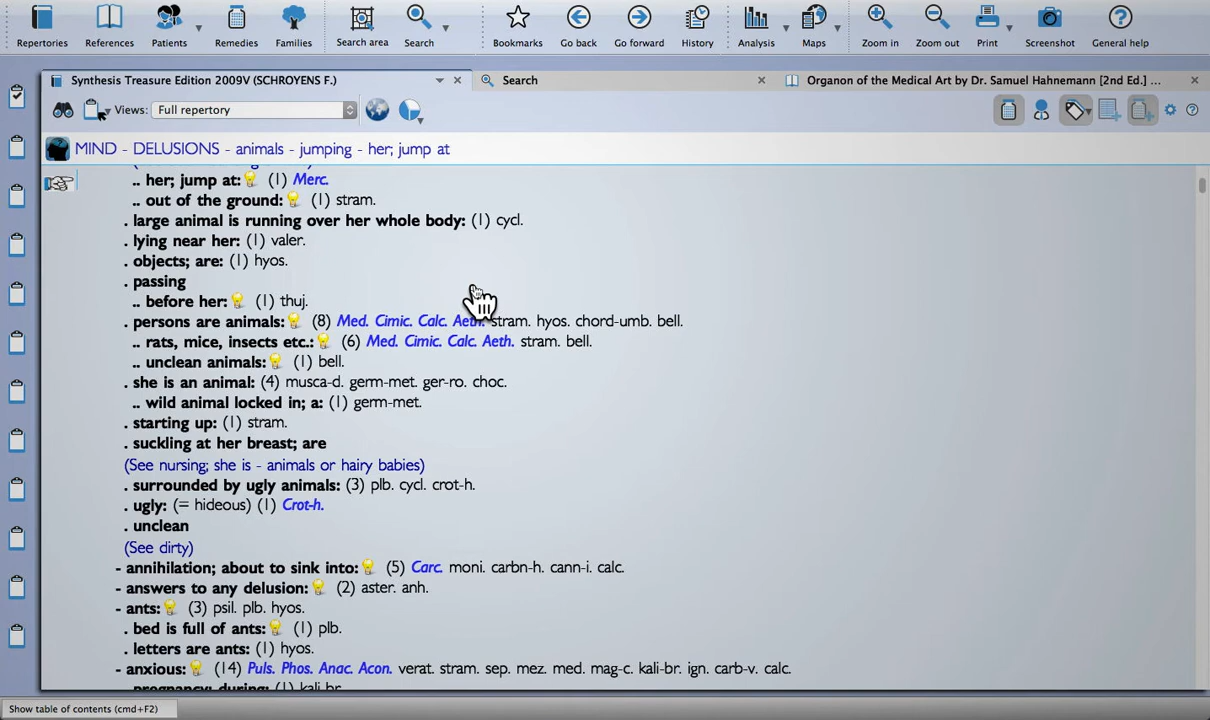 Repertories References Patients Remedies Families Search area Search Bookmarks Go back Go forward History Analysis Maps Zoom in Zoom out Print Screenshot General help
Synthesis Treasure Edition 2009V (SCHROYENS F.) Search Organon of the Medical Art by Dr. Samuel Hahnemann [2nd Ed.] ...
Views: Full repertory
MIND - DELUSIONS - animals - jumping - her; jump at
.. her; jump at: (1) Merc.
.. out of the ground: (1) stram.
. large animal is running over her whole body: (1) cycl.
. lying near her: (1) valer.
. objects; are: (1) hyos.
. passing
.. before her: (1) thuj.
. persons are animals: (8) Med. Cimic. Calc. Aeth. stram. hyos. chord-umb. bell.
.. rats, mice, insects etc.: (6) Med. Cimic. Calc. Aeth. stram. bell.
.. unclean animals: (1) bell.
. she is an animal: (4) musca-d. germ-met. ger-ro. choc.
.. wild animal locked in; a: (1) germ-met.
. starting up: (1) stram.
. suckling at her breast; are
(See nursing; she is - animals or hairy babies)
. surrounded by ugly animals: (3) plb. cycl. crot-h.
. ugly: (= hideous) (1) Crot-h.
. unclean
(See dirty)
- annihilation; about to sink into: (5) Carc. moni. carbn-h. cann-i. calc.
- answers to any delusion: (2) aster. anh.
- ants: (3) psil. plb. hyos.
. bed is full of ants: (1) plb.
. letters are ants: (1) hyos.
- anxious: (14) Puls. Phos. Anac. Acon. verat. stram. sep. mez. med. mag-c. kali-br. ign. carb-v. calc.
. pregnancy; during: (1) kali-br.
Show table of contents (cmd+F2)